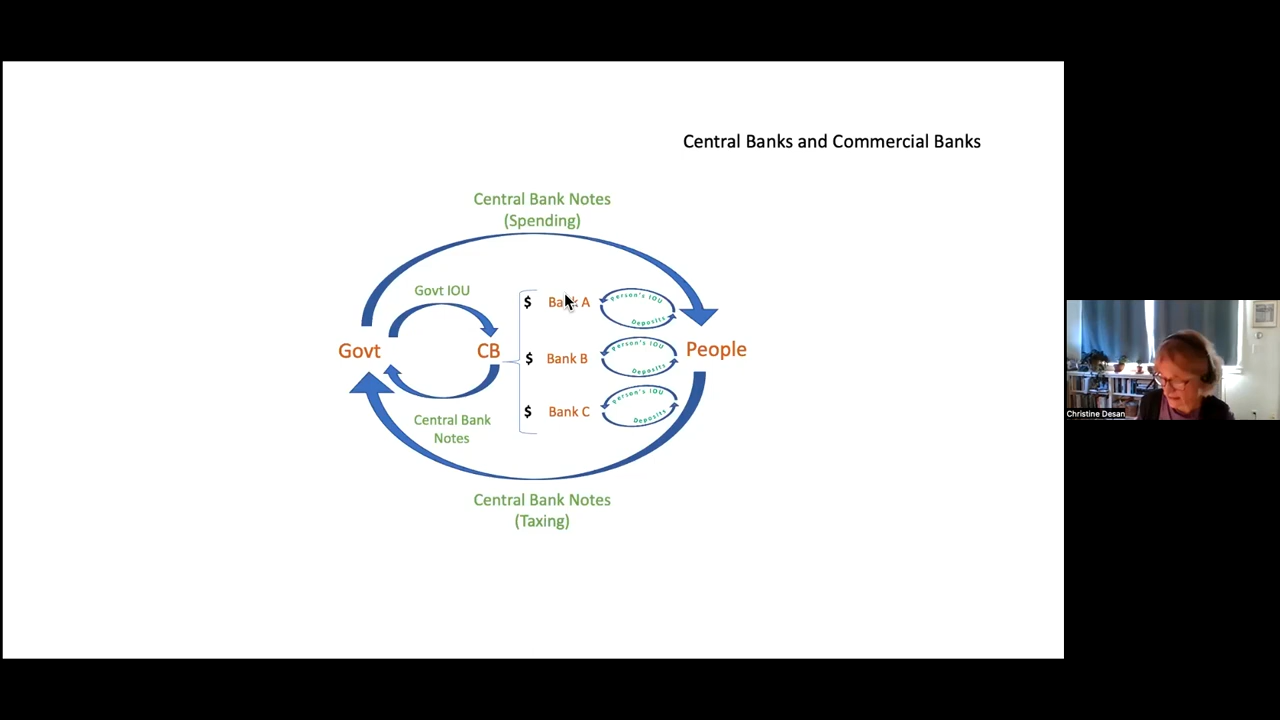 Central Banks and Commercial Banks
Central Bank Notes
(Spending)
Govt IOU
$ Bank A
Person's IOU
Deposits
Govt
CB
$ Bank B
Person's IOU
Deposits
People
$ Bank C
Person's IOU
Deposits
Central Bank
Notes
Central Bank Notes
(Taxing)
Christine Desan